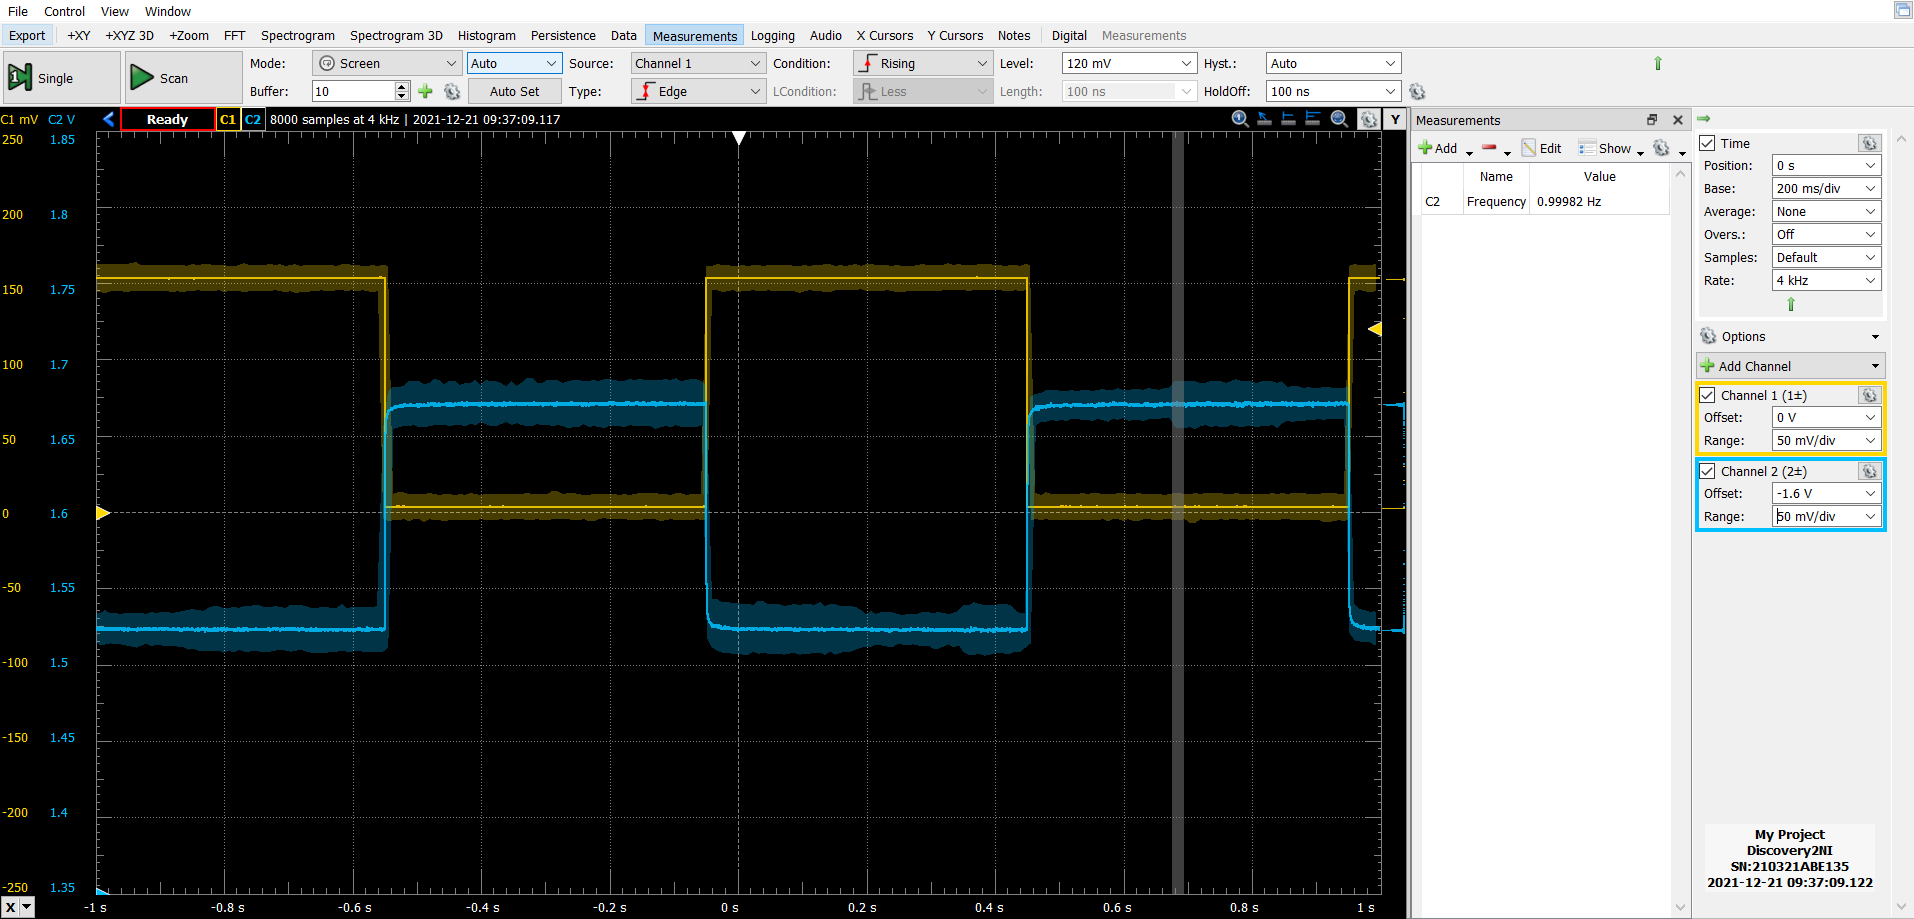 File Control View Window
Export +XY +XYZ 3D +Zoom FFT Spectrogram Spectrogram 3D Histogram Persistence Data Measurements Logging Audio X Cursors Y Cursors Notes Digital Measurements
Single Scan Mode: Screen Auto Source: Channel 1 Condition: Rising Level: 120 mV Hyst.: Auto
Buffer: 10 Auto Set Type: Edge LCondition: Less Length: 100 ns HoldOff: 100 ns
C1 mV C2 V Ready C1 C2 8000 samples at 4 kHz | 2021-12-21 09:37:09.117 Y
250 1.85
200 1.8
150 1.75
100 1.7
50 1.65
0 1.6
-50 1.55
-100 1.5
-150 1.45
-200 1.4
-250 1.35
X -1 s -0.8 s -0.6 s -0.4 s -0.2 s 0 s 0.2 s 0.4 s 0.6 s 0.8 s 1 s
Measurements
Add Edit Show
Name Value
C2 Frequency 0.99982 Hz
Time
Position: 0 s
Base: 200 ms/div
Average: None
Overs.: Off
Samples: Default
Rate: 4 kHz
Options
Add Channel
Channel 1 (1±)
Offset: 0 V
Range: 50 mV/div
Channel 2 (2±)
Offset: -1.6 V
Range: 50 mV/div
My Project
Discovery2NI
SN:210321ABE135
2021-12-21 09:37:09.122